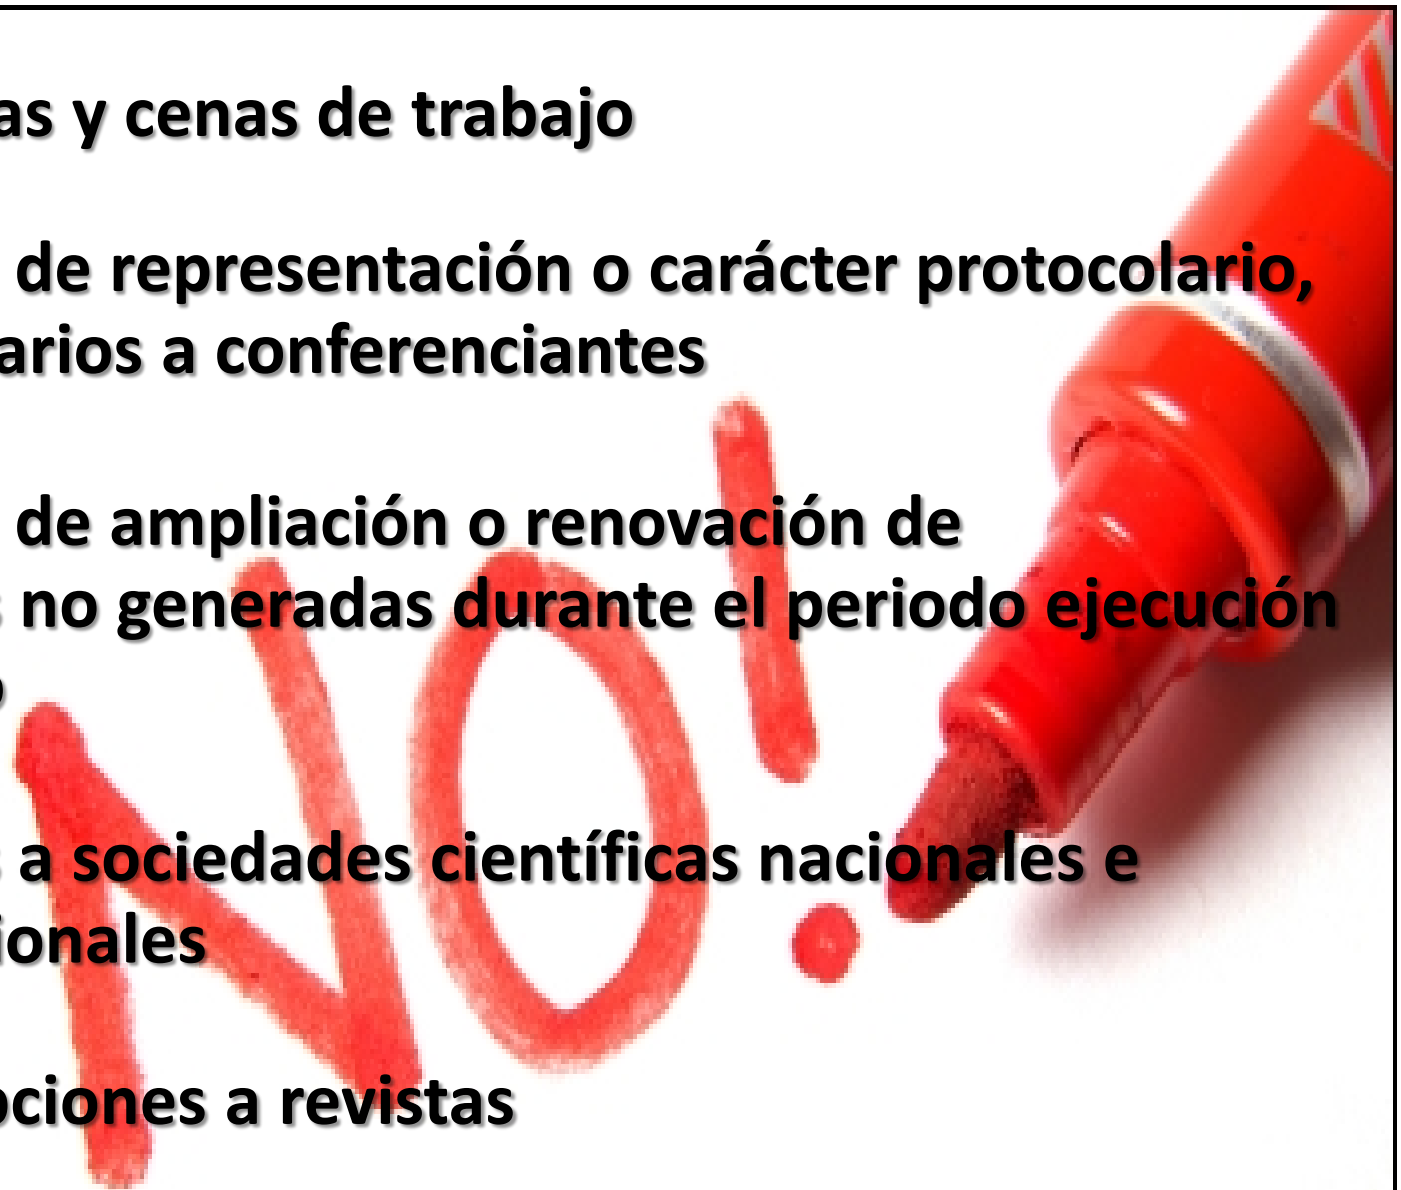 as y cenas de trabajo
de representación o carácter protocolario,
arios a conferenciantes
de ampliación o renovación de
s no generadas durante el periodo ejecución
o
s a sociedades científicas nacionales e
ionales
pciones a revistas
NO!